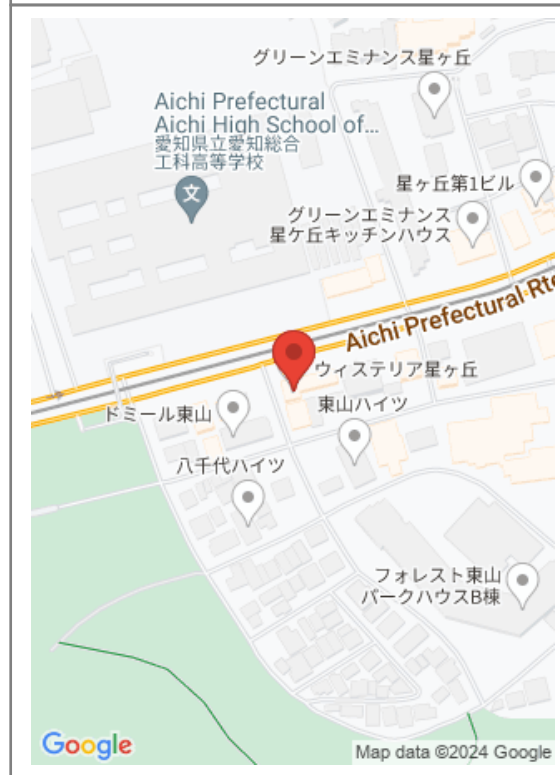 グリーンエミナンス星ヶ丘
Aichi Prefectural
Aichi High School of...
愛知県立愛知総合
工科高等学校
文
星ヶ丘第1ビル
グリーンエミナンス
星ケ丘キッチンハウス
Aichi Prefectural Rte
ウィステリア星ヶ丘
東山ハイツ
ドミール東山
八千代ハイツ
フォレスト東山
パークハウスB棟
Google
Map data ©2024 Google